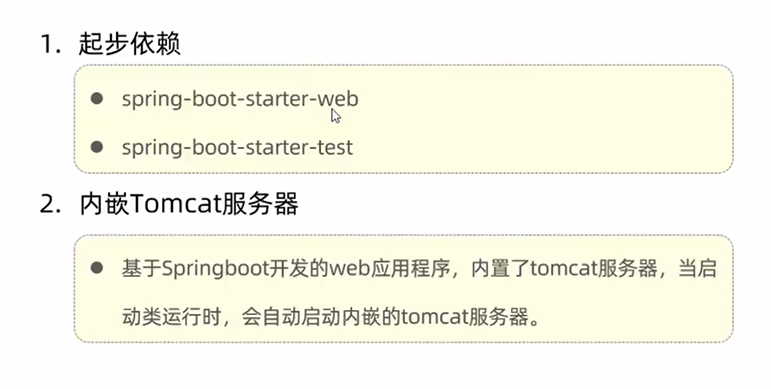 1. 起步依赖
● spring-boot-starter-web
● spring-boot-starter-test
2. 内嵌Tomcat服务器
● 基于Springboot开发的web应用程序，内置了tomcat服务器，当启
动类运行时，会自动启动内嵌的tomcat服务器。